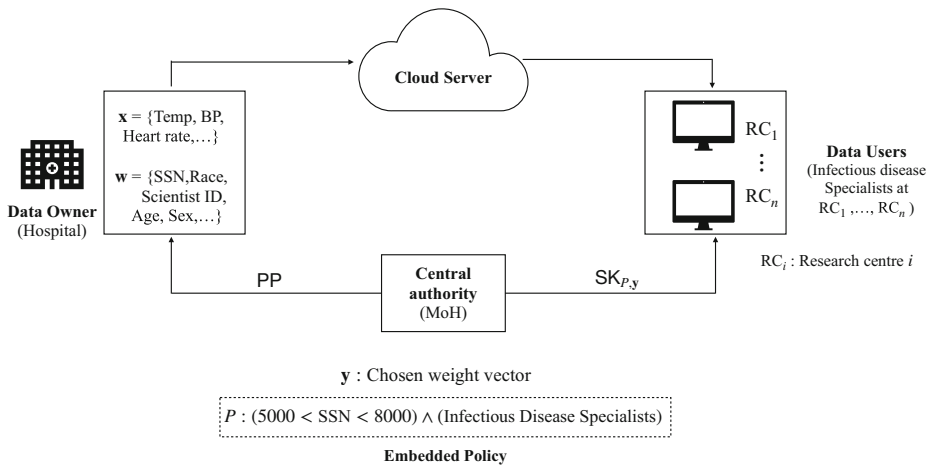 Cloud Server
x = {Temp, BP,
Heart rate,…}
w = {SSN,Race,
Scientist ID,
Age, Sex,…}
Data Owner
(Hospital)
RC1
⋮
RCn
Data Users
(Infectious disease
Specialists at
RC1 ,…, RCn )
RCi : Research centre i
PP
Central
authority
(MoH)
SKP,y
y : Chosen weight vector
P : (5000 < SSN < 8000) ∧ (Infectious Disease Specialists)
Embedded Policy